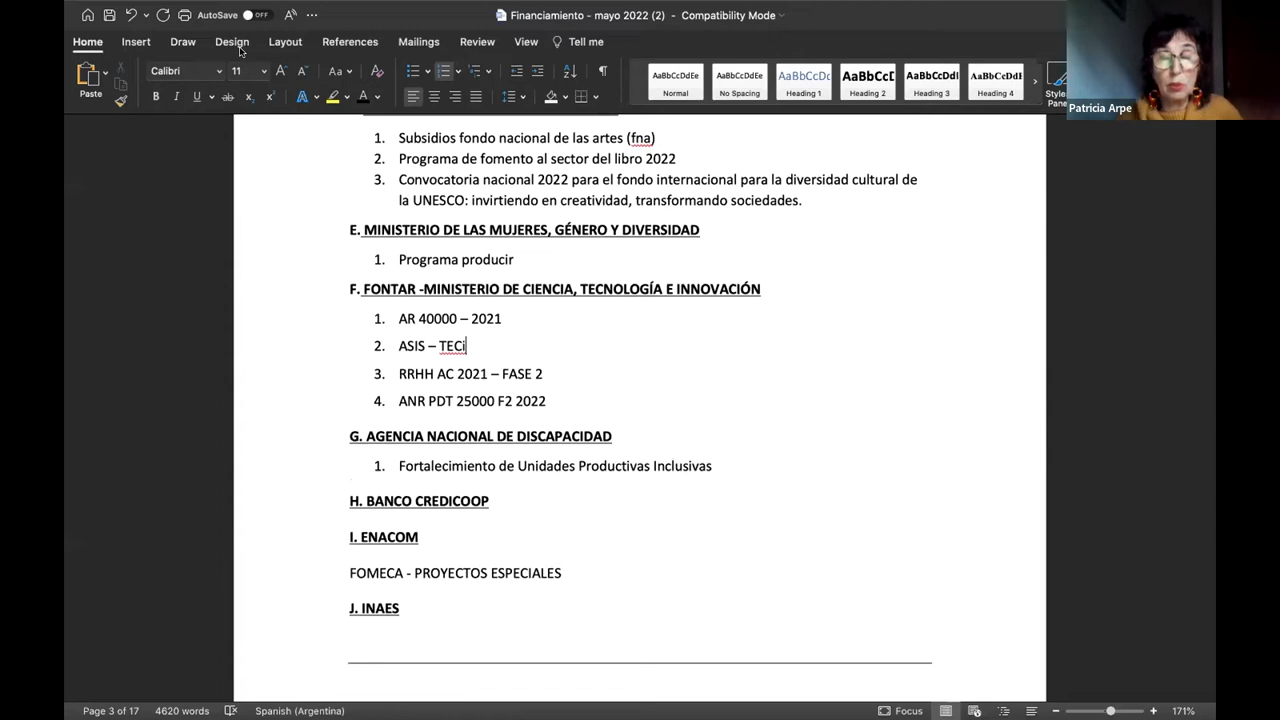 AutoSave OFF
Financiamiento - mayo 2022 (2) - Compatibility Mode
Home Insert Draw Design Layout References Mailings Review View Tell me
Paste
Calibri 11
AaBbCcDdEe AaBbCcDdEe AaBbCcDc AaBbCcDd AaBbCcDdI AaBbCcDdE
Normal No Spacing Heading 1 Heading 2 Heading 3 Heading 4
Styles
Pane
Patricia Arpe
1. Subsidios fondo nacional de las artes (fna)
2. Programa de fomento al sector del libro 2022
3. Convocatoria nacional 2022 para el fondo internacional para la diversidad cultural de
la UNESCO: invirtiendo en creatividad, transformando sociedades.
E. MINISTERIO DE LAS MUJERES, GÉNERO Y DIVERSIDAD
1. Programa producir
F. FONTAR -MINISTERIO DE CIENCIA, TECNOLOGÍA E INNOVACIÓN
1. AR 40000 – 2021
2. ASIS – TECi
3. RRHH AC 2021 – FASE 2
4. ANR PDT 25000 F2 2022
G. AGENCIA NACIONAL DE DISCAPACIDAD
1. Fortalecimiento de Unidades Productivas Inclusivas
H. BANCO CREDICOOP
I. ENACOM
FOMECA - PROYECTOS ESPECIALES
J. INAES
Page 3 of 17 4620 words Spanish (Argentina) Focus 171%